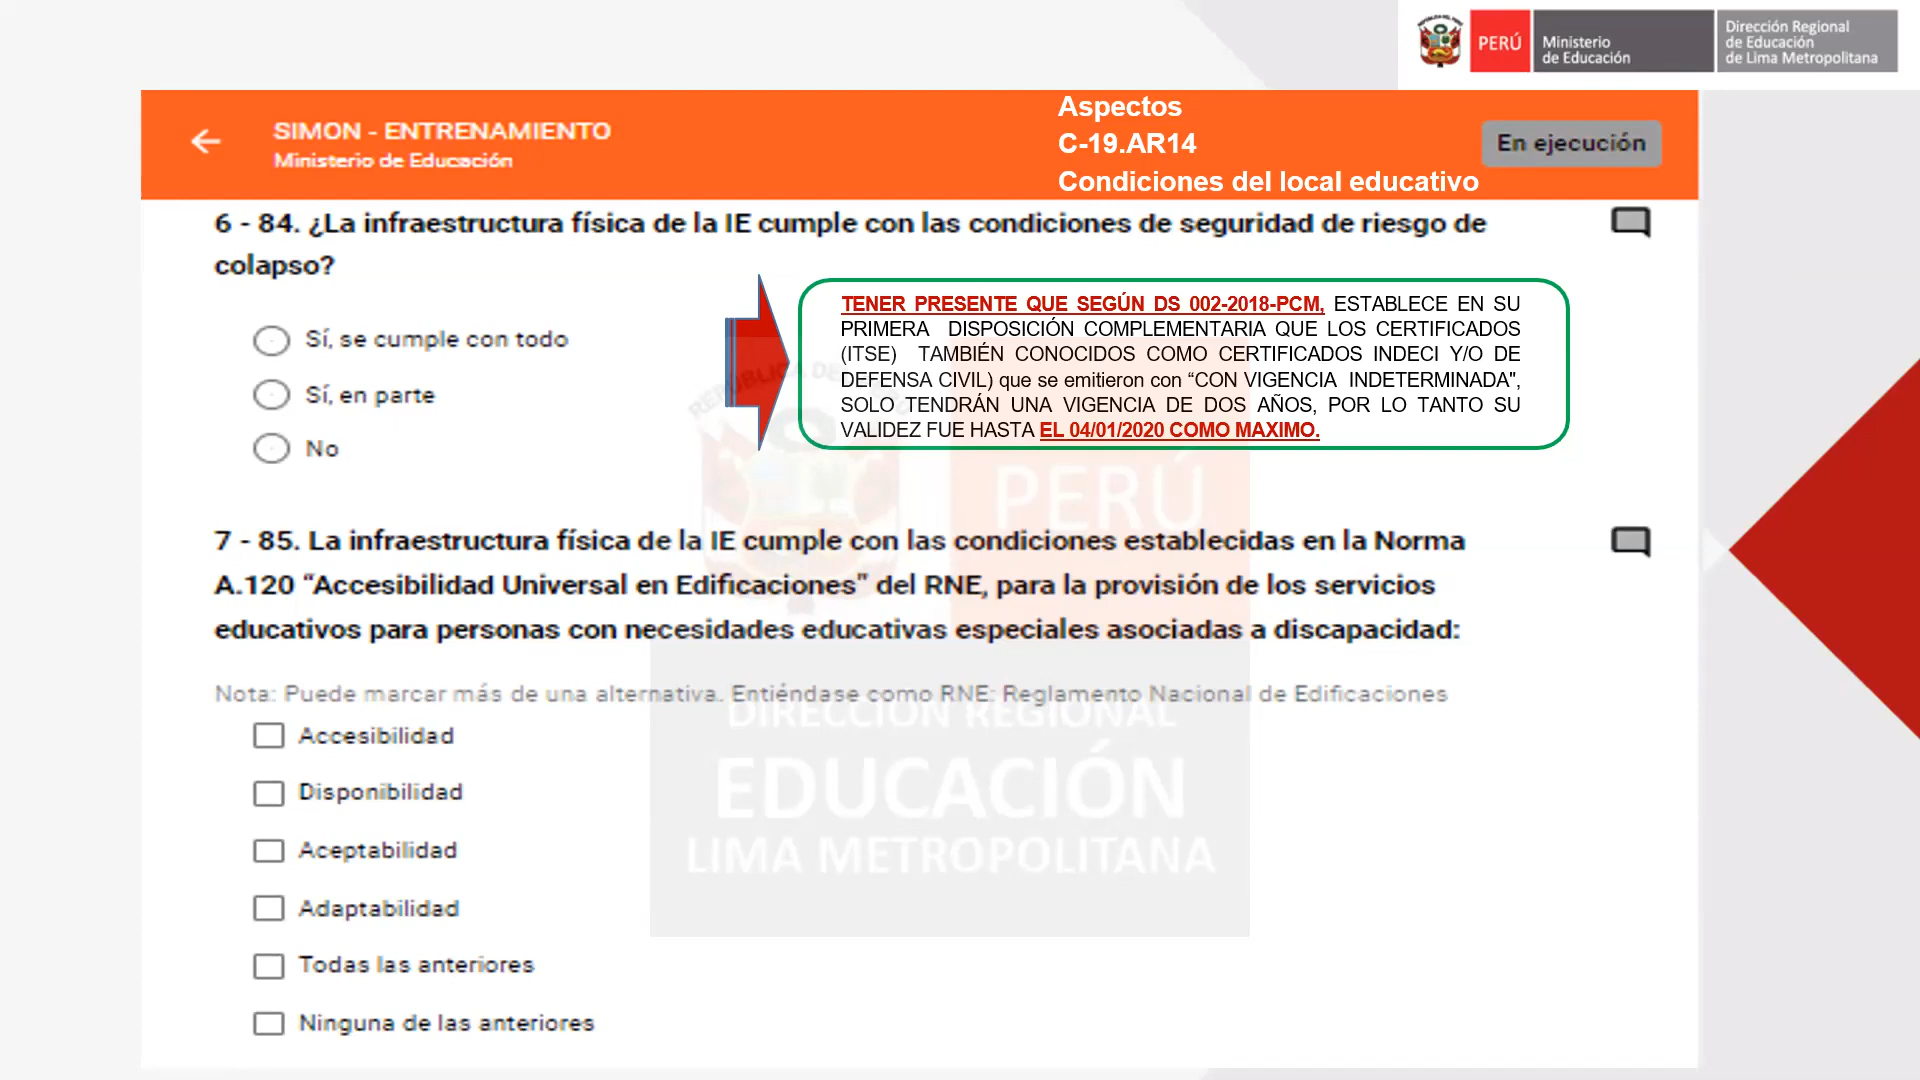 PERÚ
Ministerio
de Educación
Dirección Regional
de Educación
de Lima Metropolitana
SIMON - ENTRENAMIENTO
Ministerio de Educación
Aspectos
C-19.AR14
Condiciones del local educativo
En ejecución
6 - 84. ¿La infraestructura física de la IE cumple con las condiciones de seguridad de riesgo de
colapso?
Sí, se cumple con todo
Sí, en parte
No
TENER PRESENTE QUE SEGÚN DS 002-2018-PCM, ESTABLECE EN SU
PRIMERA DISPOSICIÓN COMPLEMENTARIA QUE LOS CERTIFICADOS
(ITSE) TAMBIÉN CONOCIDOS COMO CERTIFICADOS INDECI Y/O DE
DEFENSA CIVIL) que se emitieron con “CON VIGENCIA INDETERMINADA",
SOLO TENDRÁN UNA VIGENCIA DE DOS AÑOS, POR LO TANTO SU
VALIDEZ FUE HASTA EL 04/01/2020 COMO MAXIMO.
PERÚ
7 - 85. La infraestructura física de la IE cumple con las condiciones establecidas en la Norma
A.120 “Accesibilidad Universal en Edificaciones” del RNE, para la provisión de los servicios
educativos para personas con necesidades educativas especiales asociadas a discapacidad:
Nota: Puede marcar más de una alternativa. Entiéndase como RNE: Reglamento Nacional de Edificaciones
DIRECCIÓN REGIONAL
EDUCACIÓN
LIMA METROPOLITANA
Accesibilidad
Disponibilidad
Aceptabilidad
Adaptabilidad
Todas las anteriores
Ninguna de las anteriores